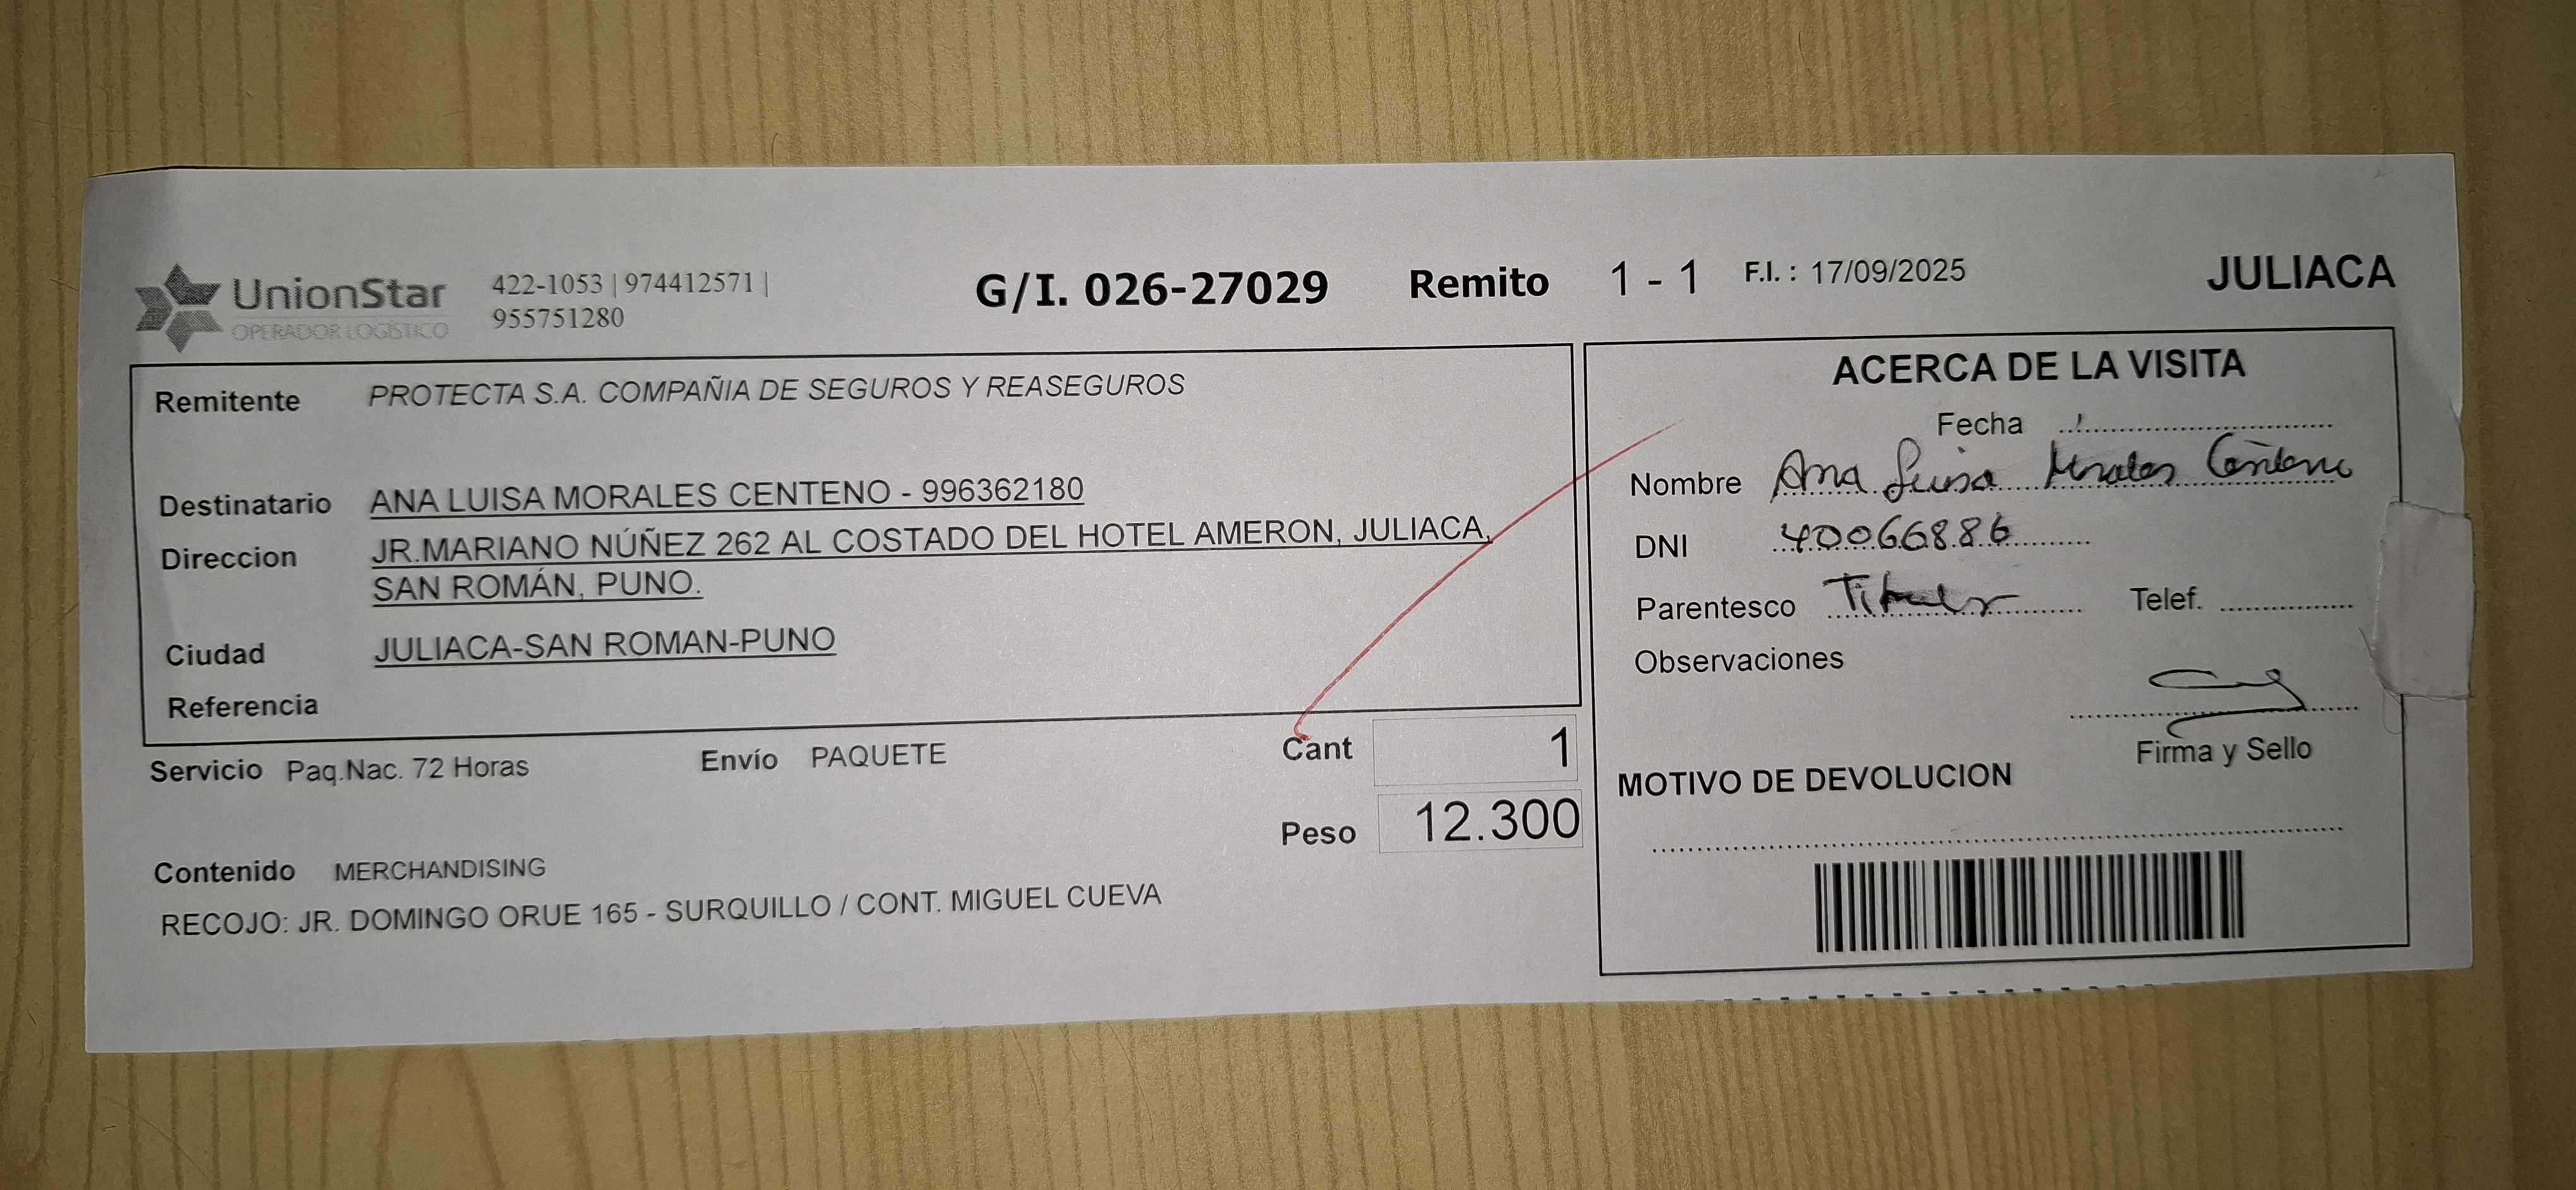 UnionStar
OPERADOR LOGÍSTICO
422-1053 | 974412571 |
955751280
G/I. 026-27029 Remito 1 - 1 F.I. : 17/09/2025 JULIACA
Remitente PROTECTA S.A. COMPAÑIA DE SEGUROS Y REASEGUROS
Destinatario ANA LUISA MORALES CENTENO - 996362180
Direccion JR.MARIANO NÚÑEZ 262 AL COSTADO DEL HOTEL AMERON, JULIACA,
SAN ROMÁN, PUNO.
Ciudad JULIACA-SAN ROMAN-PUNO
Referencia
Servicio Paq.Nac. 72 Horas Envío PAQUETE Cant 1
Peso 12.300
Contenido MERCHANDISING
RECOJO: JR. DOMINGO ORUE 165 - SURQUILLO / CONT. MIGUEL CUEVA
ACERCA DE LA VISITA
Fecha
Nombre Ana Luisa Morales Centeno
DNI 40066886
Parentesco Titular Telef.
Observaciones
Firma y Sello
MOTIVO DE DEVOLUCION